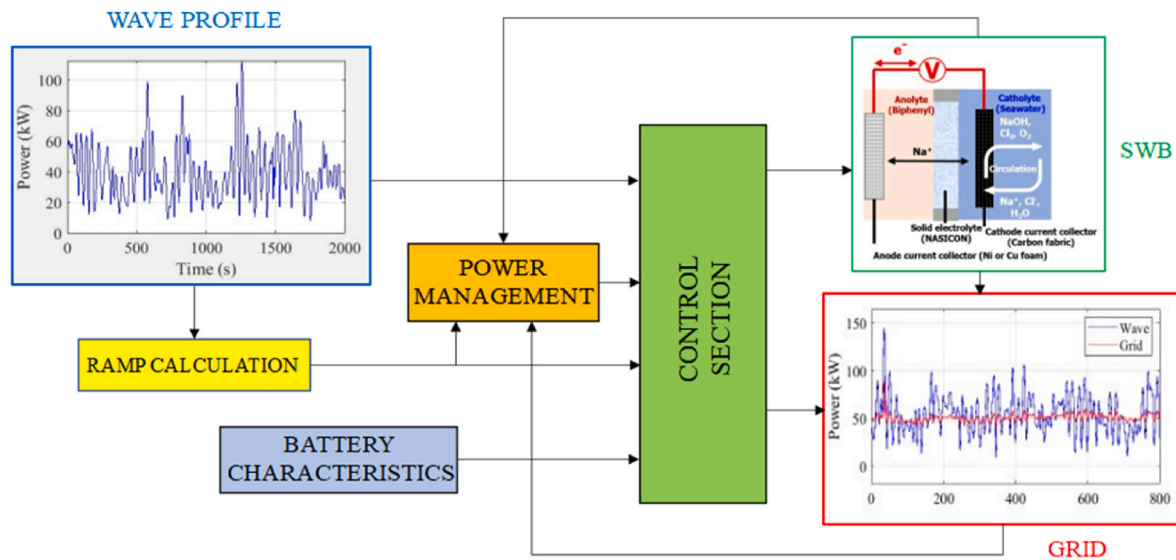 WAVE PROFILE
Power (kW)
100
80
60
40
20
0
0 500 1000 1500 2000
Time (s)
RAMP CALCULATION
POWER
MANAGEMENT
BATTERY
CHARACTERISTICS
CONTROL
SECTION
SWB
e⁻
V
Anolyte
(Biphenyl)
Catholyte
(Seawater)
NaOH,
Cl₂, O₂
Na⁺
Circulation
Na⁺, Cl⁻,
H₂O
Solid electrolyte
(NASICON)
Cathode current collector
(Carbon fabric)
Anode current collector (Ni or Cu foam)
Power (kW)
150
100
50
0
0 200 400 600 800
Wave
Grid
GRID